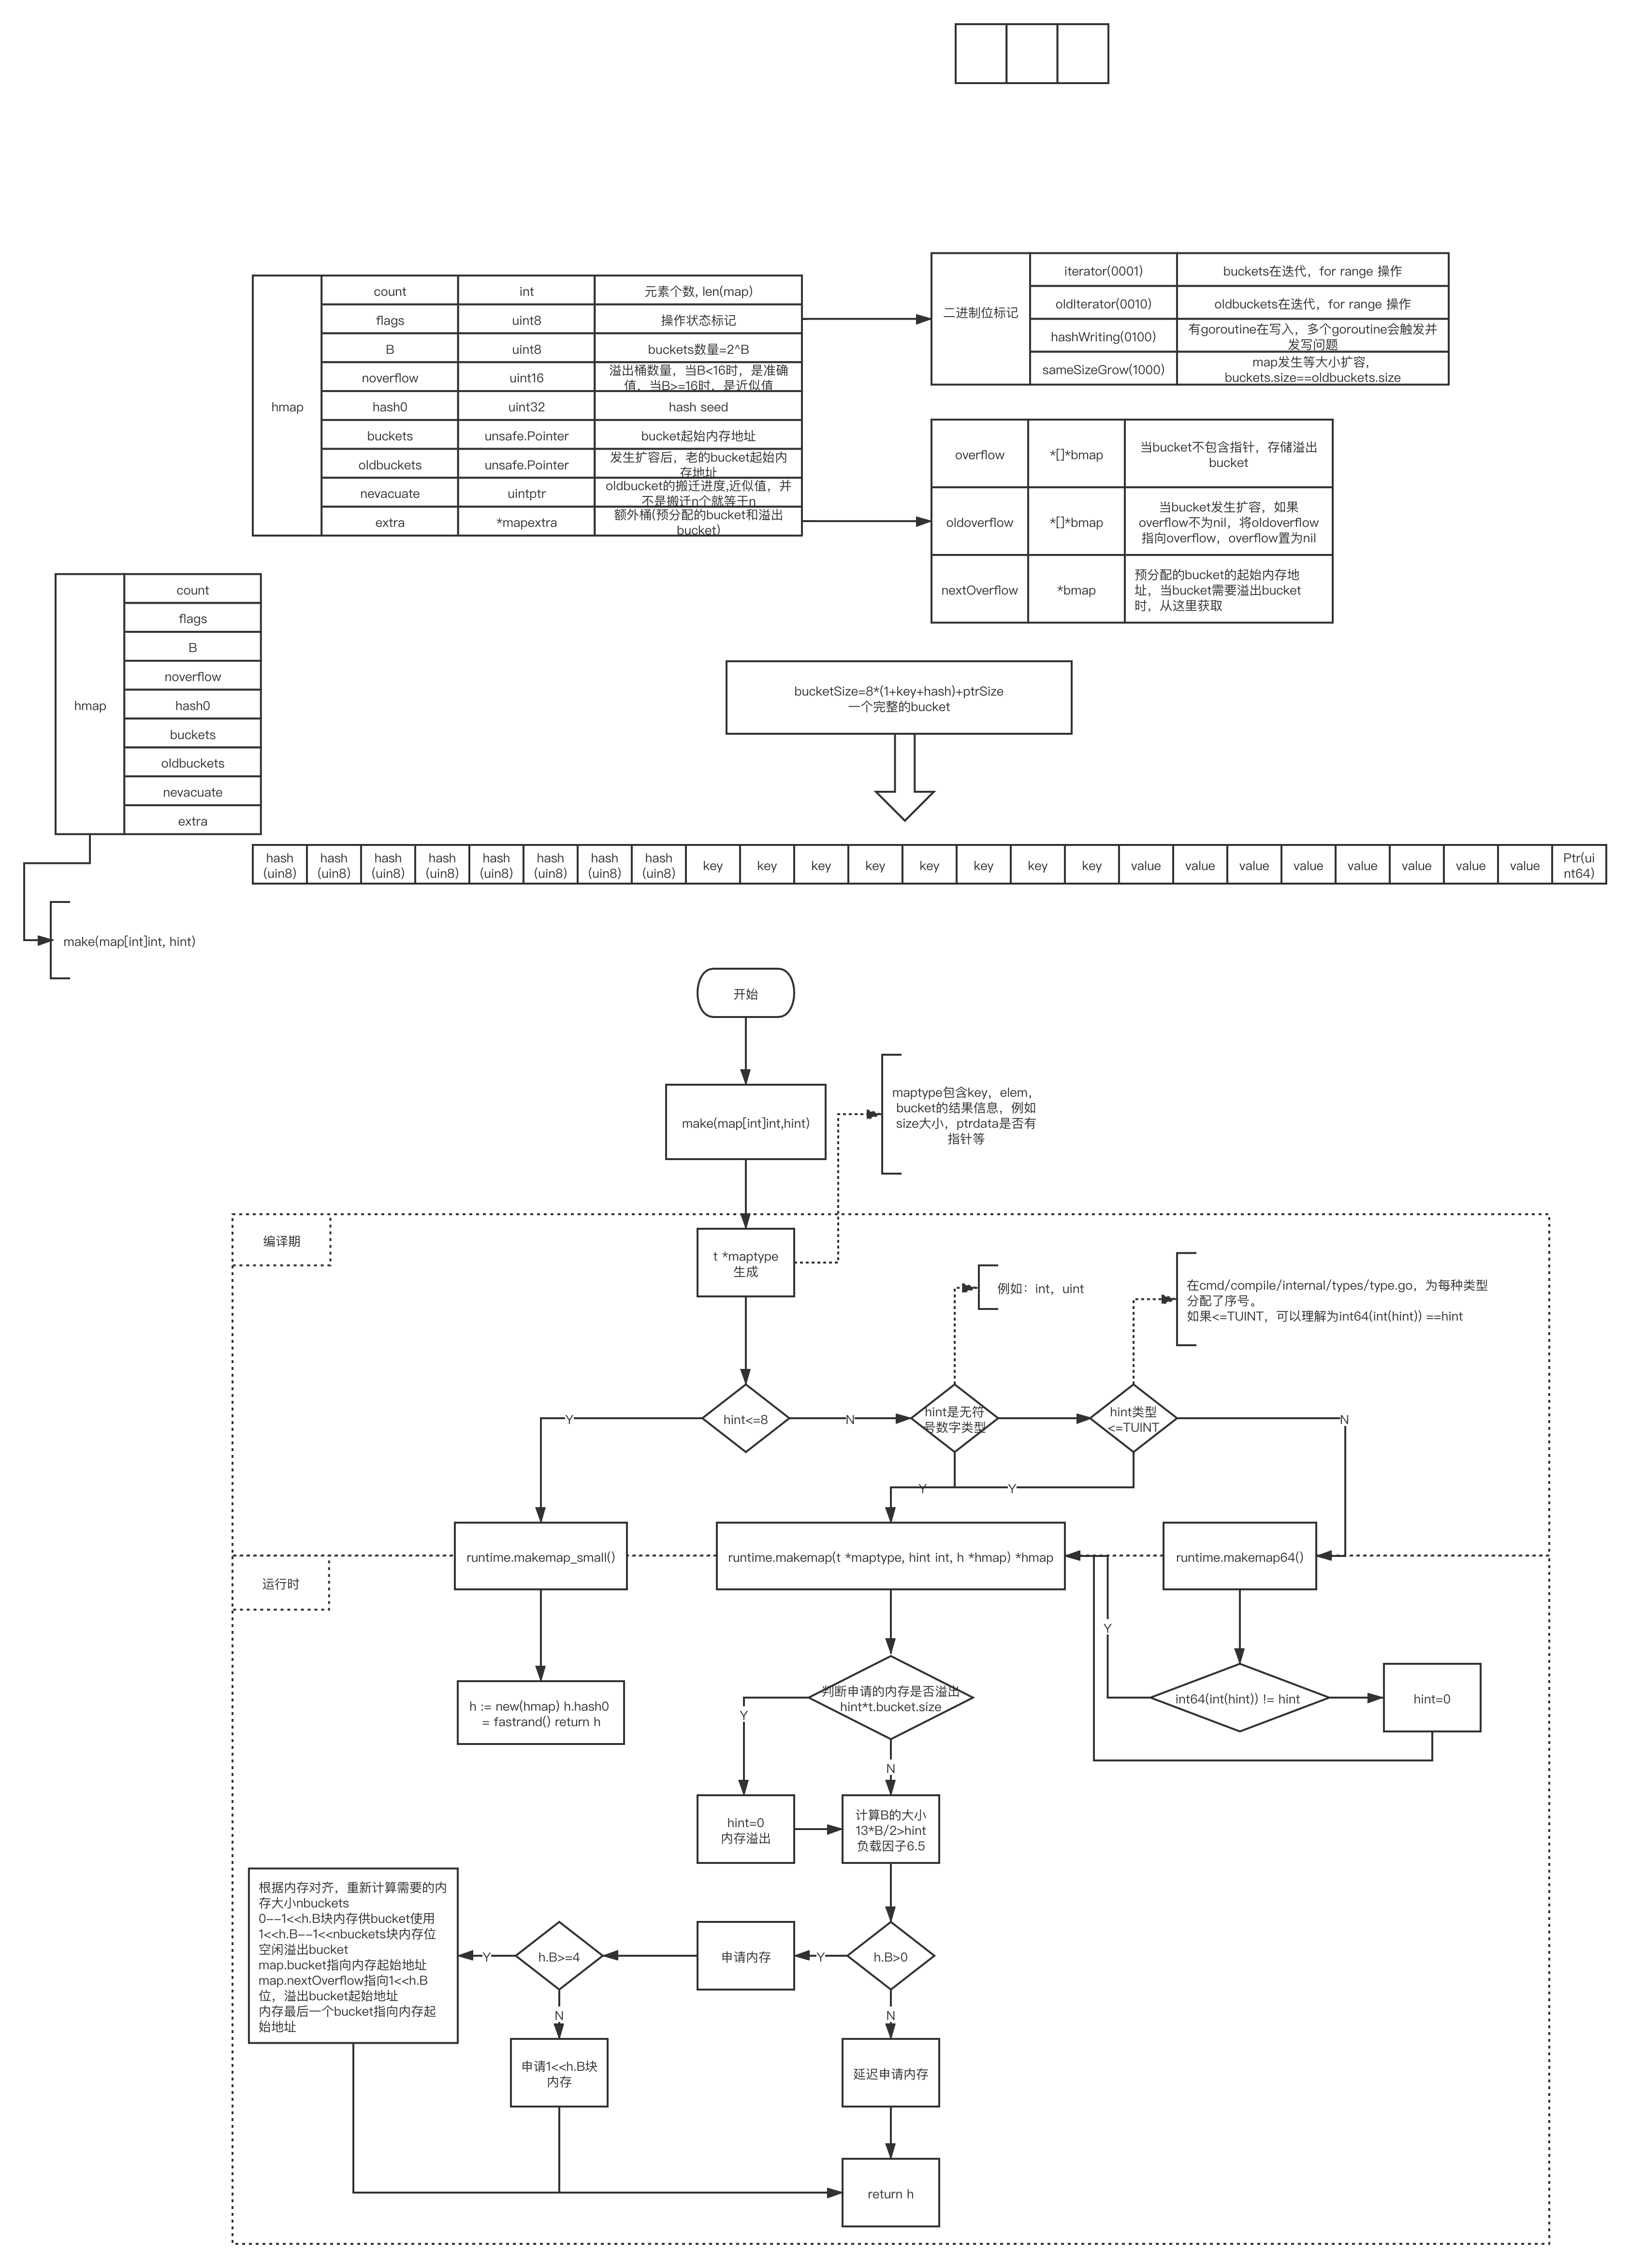 hmap
count
int
元素个数, len(map)
flags
uint8
操作状态标记
B
uint8
buckets数量=2^B
noverflow
uint16
溢出桶数量，当B<16时，是准确
值，当B>=16时，是近似值
hash0
uint32
hash seed
buckets
unsafe.Pointer
bucket起始内存地址
oldbuckets
unsafe.Pointer
发生扩容后，老的bucket起始内
存地址
nevacuate
uintptr
oldbucket的搬迁进度,近似值，并
不是搬迁n个就等于n
extra
*mapextra
额外桶(预分配的bucket和溢出
bucket)
二进制位标记
iterator(0001)
buckets在迭代，for range 操作
oldIterator(0010)
oldbuckets在迭代，for range 操作
hashWriting(0100)
有goroutine在写入，多个goroutine会触发并
发写问题
sameSizeGrow(1000)
map发生等大小扩容，
buckets.size==oldbuckets.size
overflow
*[]*bmap
当bucket不包含指针，存储溢出
bucket
oldoverflow
*[]*bmap
当bucket发生扩容，如果
overflow不为nil，将oldoverflow
指向overflow，overflow置为nil
nextOverflow
*bmap
预分配的bucket的起始内存地
址，当bucket需要溢出bucket
时，从这里获取
hmap
count
flags
B
noverflow
hash0
buckets
oldbuckets
nevacuate
extra
make(map[int]int, hint)
bucketSize=8*(1+key+hash)+ptrSize
一个完整的bucket
hash
(uin8)
hash
(uin8)
hash
(uin8)
hash
(uin8)
hash
(uin8)
hash
(uin8)
hash
(uin8)
hash
(uin8)
key
key
key
key
key
key
key
key
value
value
value
value
value
value
value
value
Ptr(ui
nt64)
开始
make(map[int]int,hint)
maptype包含key，elem，
bucket的结果信息，例如
size大小，ptrdata是否有
指针等
编译期
t *maptype
生成
例如：int，uint
在cmd/compile/internal/types/type.go，为每种类型
分配了序号。
如果<=TUINT，可以理解为int64(int(hint)) ==hint
hint<=8
Y
N
hint是无符
号数字类型
hint类型
<=TUINT
N
Y
Y
runtime.makemap_small()
runtime.makemap(t *maptype, hint int, h *hmap) *hmap
runtime.makemap64()
运行时
h := new(hmap) h.hash0
= fastrand() return h
判断申请的内存是否溢出
hint*t.bucket.size
Y
N
Y
int64(int(hint)) != hint
hint=0
hint=0
内存溢出
计算B的大小
13*B/2>hint
负载因子6.5
h.B>0
Y
N
申请内存
h.B>=4
Y
N
根据内存对齐，重新计算需要的内
存大小nbuckets
0--1<<h.B块内存供bucket使用
1<<h.B--1<<nbuckets块内存位
空闲溢出bucket
map.bucket指向内存起始地址
map.nextOverflow指向1<<h.B
位，溢出bucket起始地址
内存最后一个bucket指向内存起
始地址
申请1<<h.B块
内存
延迟申请内存
return h